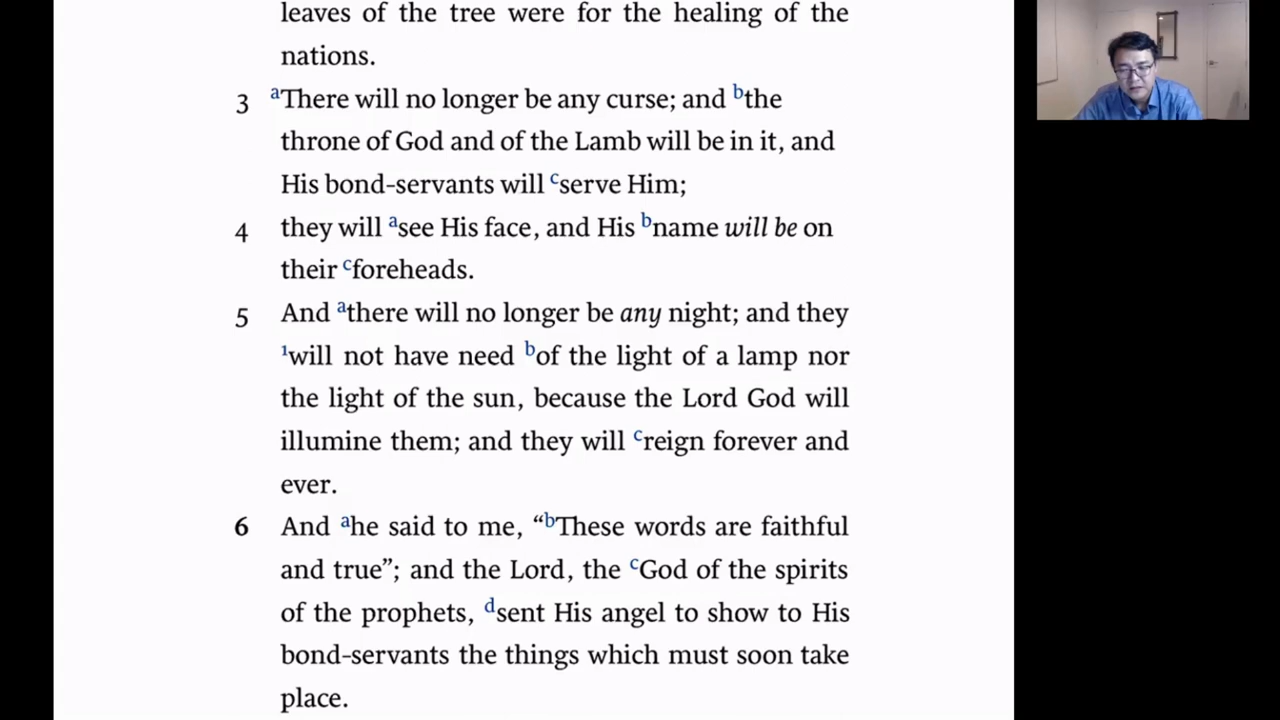 leaves of the tree were for the healing of the
nations.
3 aThere will no longer be any curse; and bthe
throne of God and of the Lamb will be in it, and
His bond-servants will cserve Him;
4 they will asee His face, and His bname will be on
their cforeheads.
5 And athere will no longer be any night; and they
1will not have need bof the light of a lamp nor
the light of the sun, because the Lord God will
illumine them; and they will creign forever and
ever.
6 And ahe said to me, “bThese words are faithful
and true”; and the Lord, the cGod of the spirits
of the prophets, dsent His angel to show to His
bond-servants the things which must soon take
place.